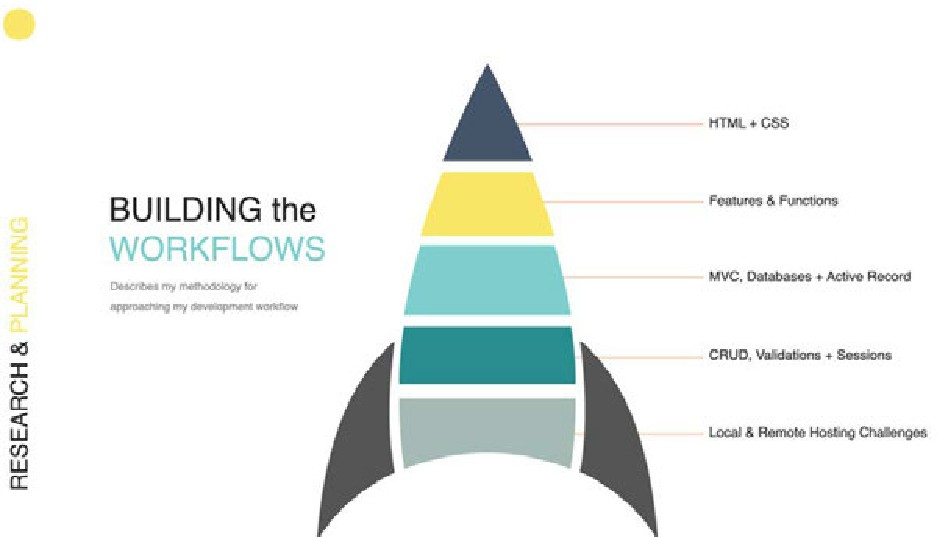 RESEARCH & PLANNING
BUILDING the
WORKFLOWS
Describes my methodology for
approaching my development workflow
HTML + CSS
Features & Functions
MVC, Databases + Active Record
CRUD, Validations + Sessions
Local & Remote Hosting Challenges